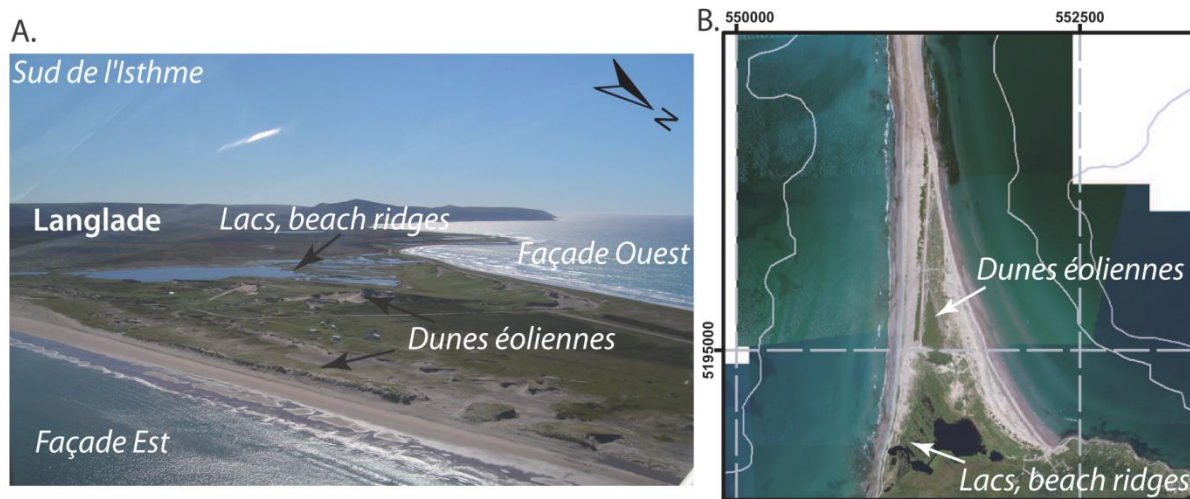 A.
Sud de l'Isthme
N
Langlade
Lacs, beach ridges
Façade Ouest
Dunes éoliennes
Façade Est
B.
550000
552500
Dunes éoliennes
5195000
Lacs, beach ridges